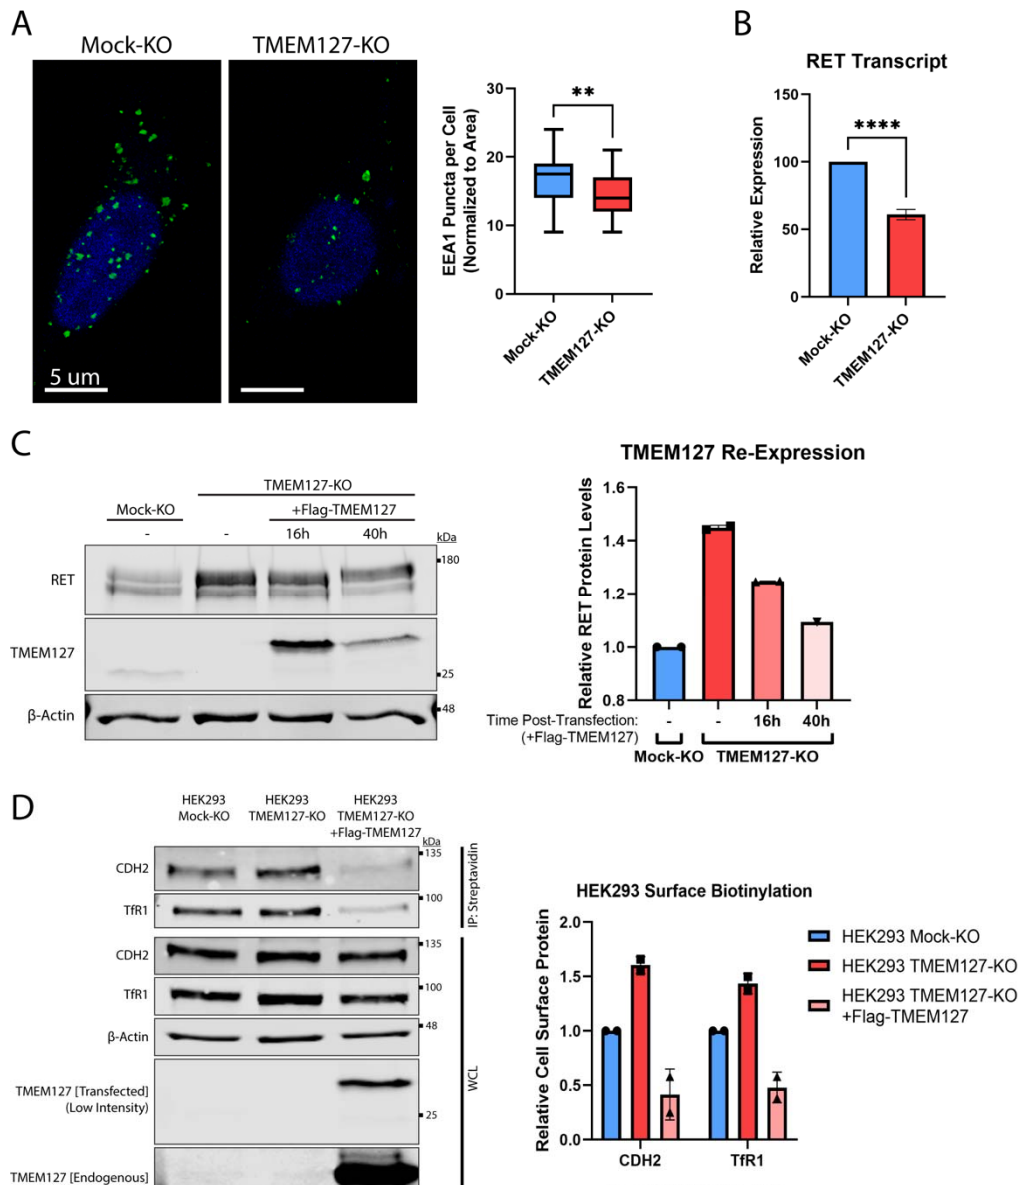 A
Mock-KO
TMEM127-KO
5 um
EEA1 Puncta per Cell
(Normalized to Area)
30
20
10
0
**
Mock-KO
TMEM127-KO
B
RET Transcript
Relative Expression
150
100
50
0
****
Mock-KO
TMEM127-KO
C
TMEM127-KO
Mock-KO
+Flag-TMEM127
- - 16h 40h
kDa
RET
180
TMEM127
25
β-Actin
48
TMEM127 Re-Expression
Relative RET Protein Levels
1.6
1.4
1.2
1.0
0.8
Time Post-Transfection:
(+Flag-TMEM127)
- - 16h 40h
Mock-KO TMEM127-KO
D
HEK293
Mock-KO
HEK293
TMEM127-KO
HEK293
TMEM127-KO
+Flag-TMEM127
kDa
CDH2
135
TfR1
100
IP: Streptavidin
CDH2
135
TfR1
100
β-Actin
48
TMEM127 [Transfected]
(Low Intensity)
25
TMEM127 [Endogenous]
WCL
HEK293 Surface Biotinylation
Relative Cell Surface Protein
2.0
1.5
1.0
0.5
0.0
CDH2
TfR1
HEK293 Mock-KO
HEK293 TMEM127-KO
HEK293 TMEM127-KO
+Flag-TMEM127